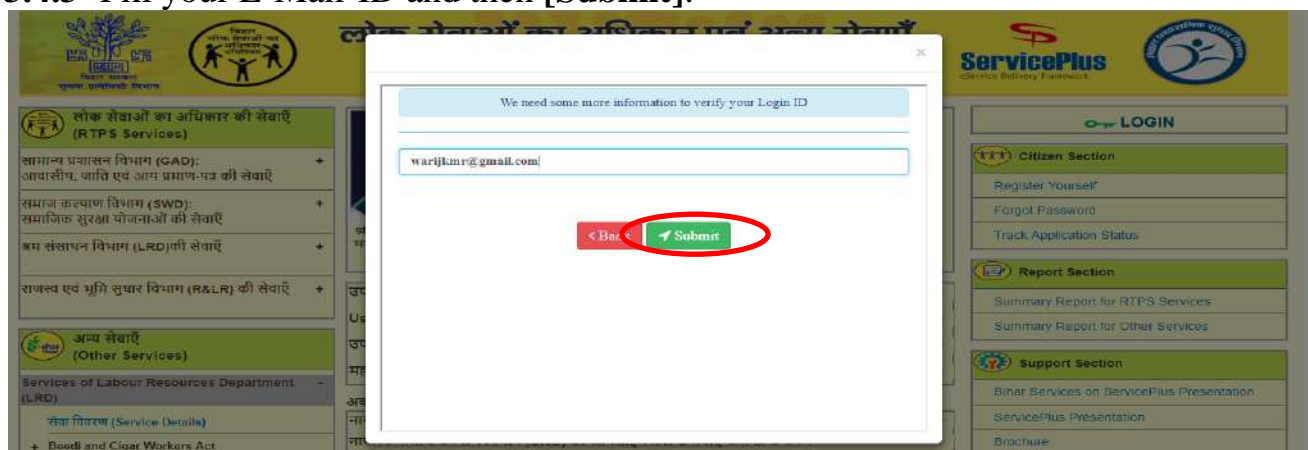 Fill your E-Mail-ID and then [Submit].
ServicePlus
eService Delivery Framework
×
We need some more information to verify your Login ID
warijkmr@gmail.com
< Back
Submit
लोक सेवाओं का अधिकार की सेवाएँ
(RTPS Services)
सामान्य प्रशासन विभाग (GAD): +
आवासीय, जाति एवं आय प्रमाण-पत्र की सेवाएँ
समाज कल्याण विभाग (SWD): +
समाजिक सुरक्षा योजनाओं की सेवाएँ
श्रम संसाधन विभाग (LRD)की सेवाएँ +
राजस्व एवं भूमि सुधार विभाग (R&LR) की सेवाएँ +
अन्य सेवाएँ
(Other Services)
Services of Labour Resources Department -
(LRD)
सेवा विवरण (Service Details)
+ Beedi and Cigar Workers Act
LOGIN
Citizen Section
Register Yourself
Forgot Password
Track Application Status
Report Section
Summary Report for RTPS Services
Summary Report for Other Services
Support Section
Bihar Services on ServicePlus Presentation
ServicePlus Presentation
Brochure